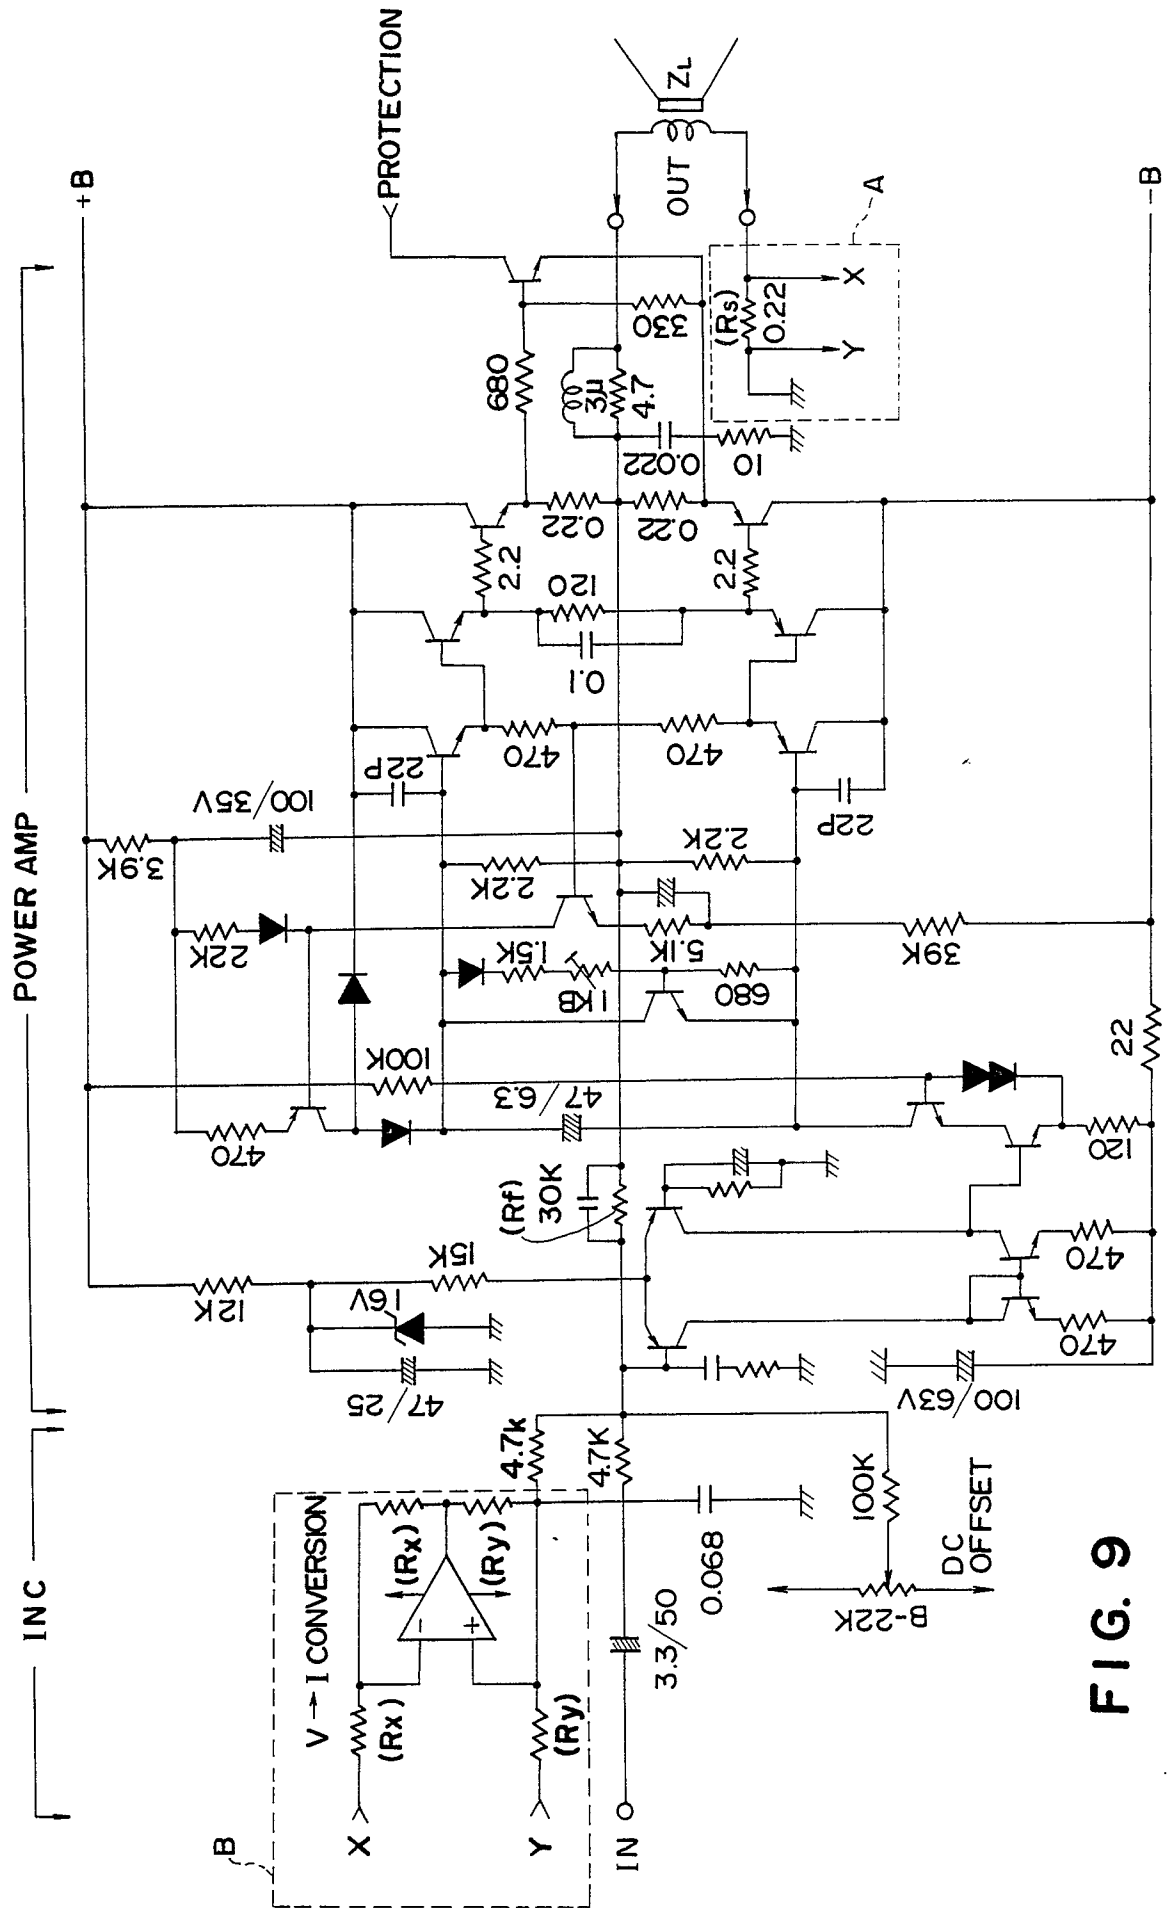 INC
POWER AMP
+B
PROTECTION
12K
15K
16V
47/25
470
100K
47/6.3
3.9K
22K
100/35V
22P
2.2K
2.2K
1.5K
1KB
680
5.1K
39K
22P
470
470
0.1
120
2.2
2.2
0.22
0.22
680
330
3μ
4.7
0.022
10
OUT
ZL
A
(Rs)
0.22
X
Y
-B
22
120
470
470
100/63V
(Rf)
30K
B
V→I CONVERSION
X
(Rx)
(Rx)
-
+
(Ry)
Y
(Ry)
4.7k
4.7K
IN
3.3/50
0.068
100K
B-22K
DC
OFFSET
FIG. 9